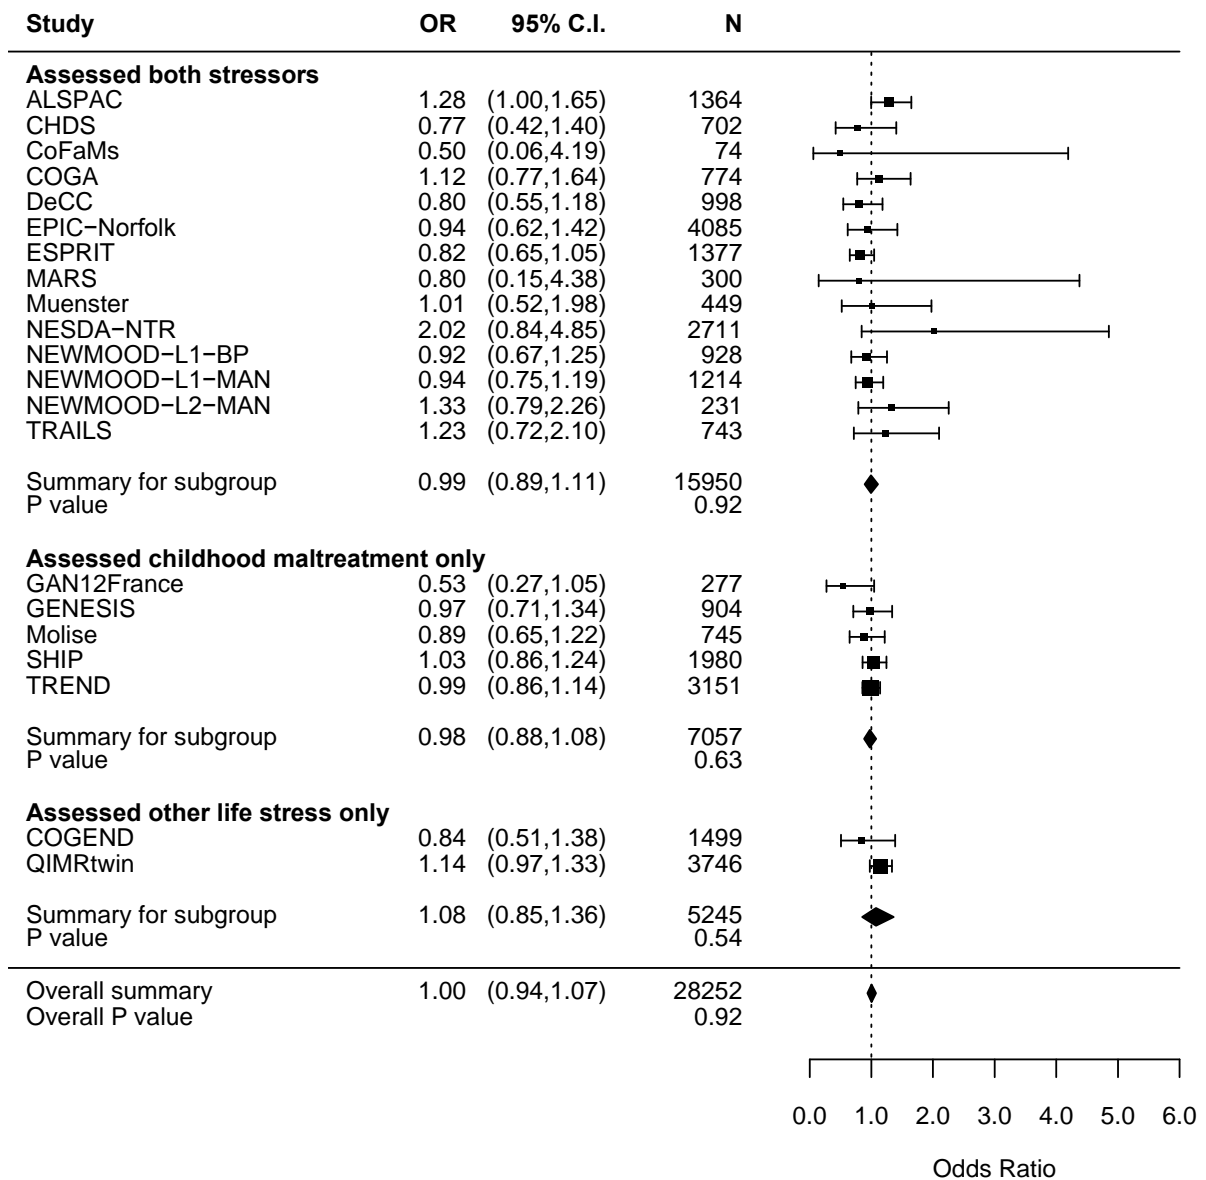 Study OR 95% C.I. N
Assessed both stressors
ALSPAC 1.28 (1.00,1.65) 1364
CHDS 0.77 (0.42,1.40) 702
CoFaMs 0.50 (0.06,4.19) 74
COGA 1.12 (0.77,1.64) 774
DeCC 0.80 (0.55,1.18) 998
EPIC−Norfolk 0.94 (0.62,1.42) 4085
ESPRIT 0.82 (0.65,1.05) 1377
MARS 0.80 (0.15,4.38) 300
Muenster 1.01 (0.52,1.98) 449
NESDA−NTR 2.02 (0.84,4.85) 2711
NEWMOOD−L1−BP 0.92 (0.67,1.25) 928
NEWMOOD−L1−MAN 0.94 (0.75,1.19) 1214
NEWMOOD−L2−MAN 1.33 (0.79,2.26) 231
TRAILS 1.23 (0.72,2.10) 743
Summary for subgroup 0.99 (0.89,1.11) 15950
P value 0.92
Assessed childhood maltreatment only
GAN12France 0.53 (0.27,1.05) 277
GENESIS 0.97 (0.71,1.34) 904
Molise 0.89 (0.65,1.22) 745
SHIP 1.03 (0.86,1.24) 1980
TREND 0.99 (0.86,1.14) 3151
Summary for subgroup 0.98 (0.88,1.08) 7057
P value 0.63
Assessed other life stress only
COGEND 0.84 (0.51,1.38) 1499
QIMRtwin 1.14 (0.97,1.33) 3746
Summary for subgroup 1.08 (0.85,1.36) 5245
P value 0.54
Overall summary 1.00 (0.94,1.07) 28252
Overall P value 0.92
0.0 1.0 2.0 3.0 4.0 5.0 6.0
Odds Ratio